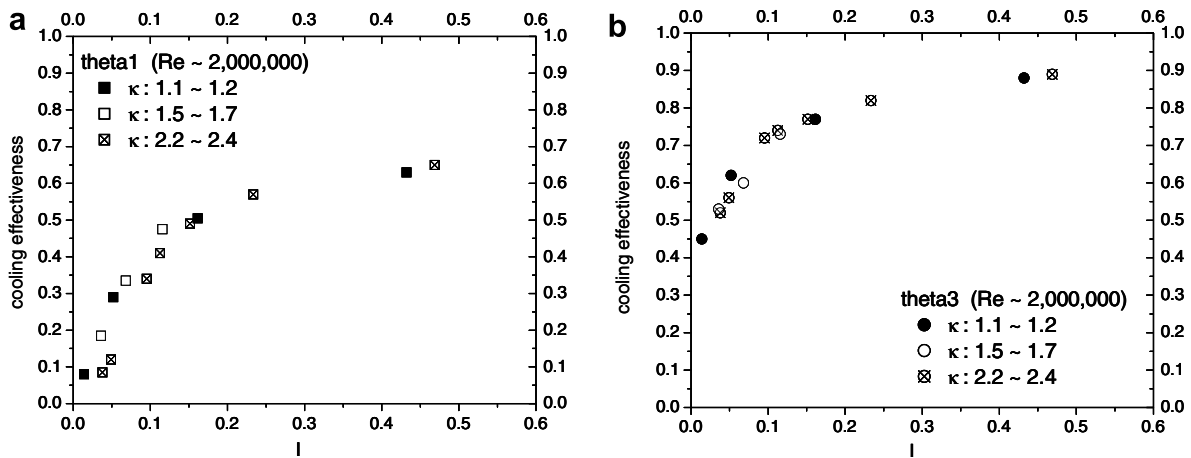 a
0.0 0.1 0.2 0.3 0.4 0.5 0.6
1.0 1.0
theta1 (Re ~ 2,000,000)
0.9 0.9
κ : 1.1 ~ 1.2
0.8 0.8
κ : 1.5 ~ 1.7
κ : 2.2 ~ 2.4
0.7 0.7
0.6 0.6
0.5 0.5
0.4 0.4
0.3 0.3
0.2 0.2
0.1 0.1
0.0 0.0
cooling effectiveness
0.0 0.1 0.2 0.3 0.4 0.5 0.6
I
b
0.0 0.1 0.2 0.3 0.4 0.5 0.6
1.0 1.0
0.9 0.9
0.8 0.8
0.7 0.7
0.6 0.6
0.5 0.5
0.4 0.4
0.3 0.3
theta3 (Re ~ 2,000,000)
κ : 1.1 ~ 1.2
0.2 0.2
κ : 1.5 ~ 1.7
0.1 0.1
κ : 2.2 ~ 2.4
0.0 0.0
cooling effectiveness
0.0 0.1 0.2 0.3 0.4 0.5 0.6
I